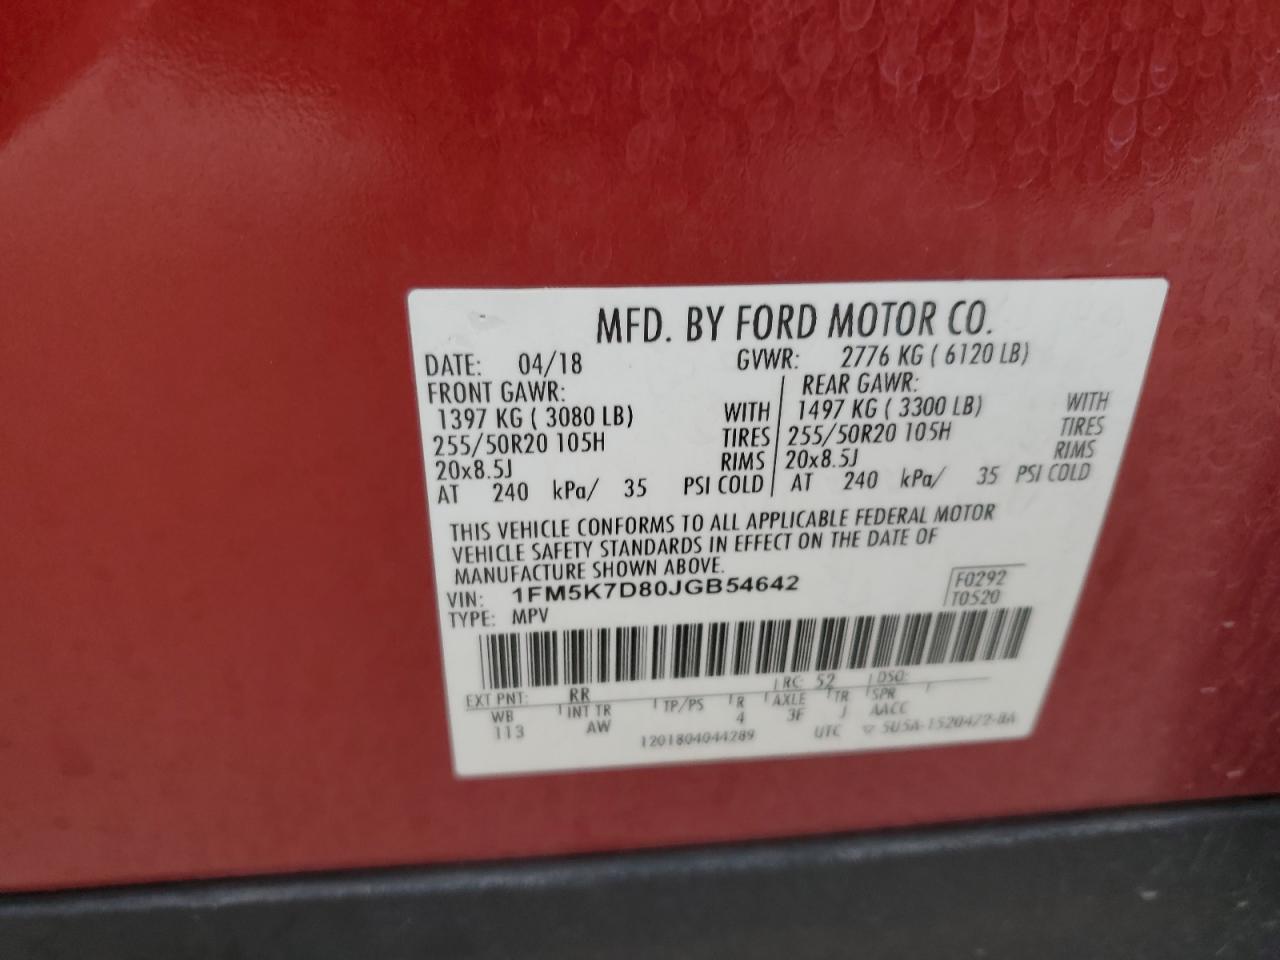 MFD. BY FORD MOTOR CO.
DATE: 04/18 GVWR: 2776 KG ( 6120 LB)
FRONT GAWR: REAR GAWR:
1397 KG ( 3080 LB) WITH 1497 KG ( 3300 LB) WITH
255/50R20 105H TIRES 255/50R20 105H TIRES
20x8.5J RIMS 20x8.5J RIMS
AT 240 kPa/ 35 PSI COLD AT 240 kPa/ 35 PSI COLD
THIS VEHICLE CONFORMS TO ALL APPLICABLE FEDERAL MOTOR
VEHICLE SAFETY STANDARDS IN EFFECT ON THE DATE OF
MANUFACTURE SHOWN ABOVE.
VIN: 1FM5K7D80JGB54642 F0292
TYPE: MPV T0520
EXT PNT: RR RC: 52 DSO:
WB INT TR TP/PS R AXLE TR SPR
113 AW 4 3F J AACC
1201804044289 UTC 5U5A-1520472-BA